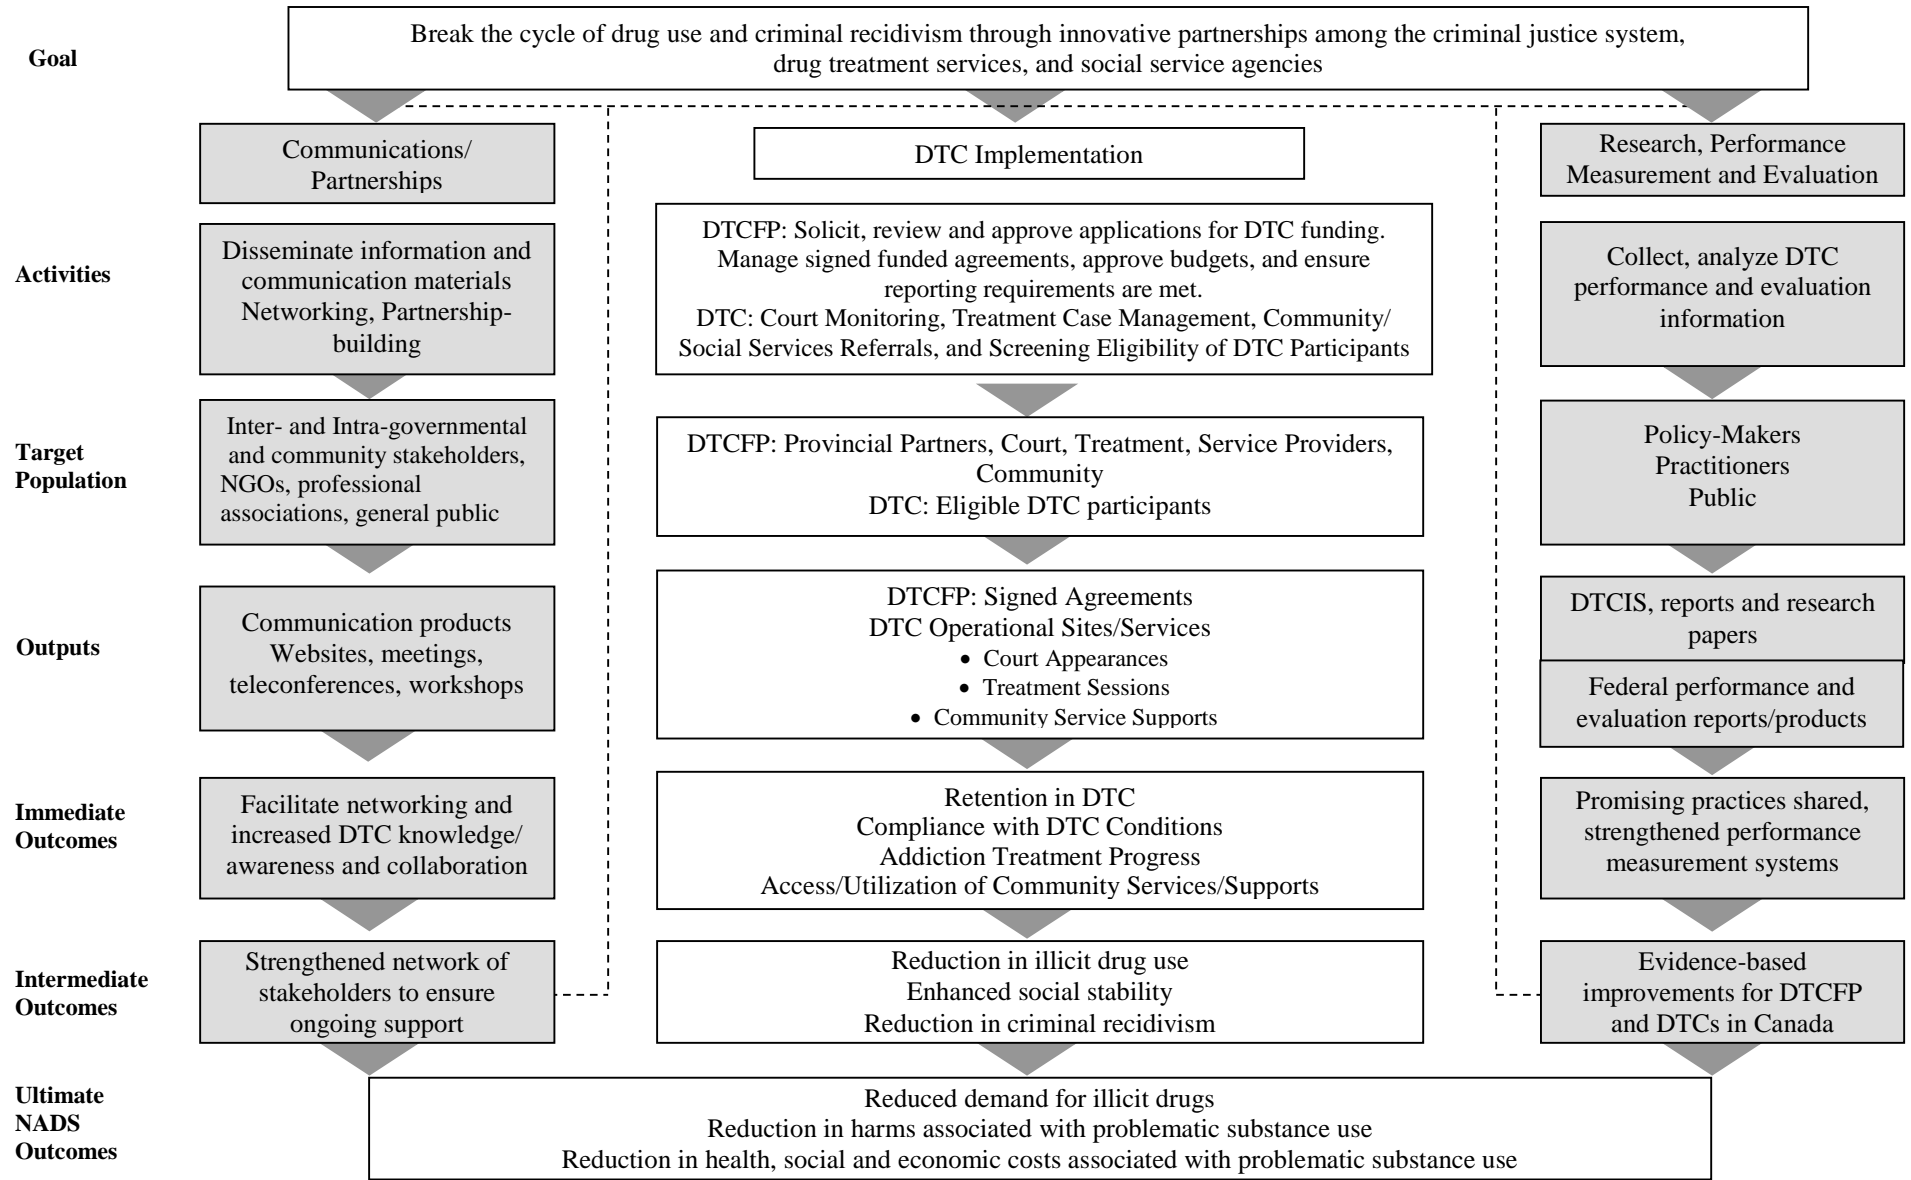 Goal
Break the cycle of drug use and criminal recidivism through innovative partnerships among the criminal justice system,
drug treatment services, and social service agencies
Communications/
Partnerships
DTC Implementation
Research, Performance
Measurement and Evaluation
Activities
Disseminate information and
communication materials
Networking, Partnership-
building
DTCFP: Solicit, review and approve applications for DTC funding.
Manage signed funded agreements, approve budgets, and ensure
reporting requirements are met.
DTC: Court Monitoring, Treatment Case Management, Community/
Social Services Referrals, and Screening Eligibility of DTC Participants
Collect, analyze DTC
performance and evaluation
information
Target
Population
Inter- and Intra-governmental
and community stakeholders,
NGOs, professional
associations, general public
DTCFP: Provincial Partners, Court, Treatment, Service Providers,
Community
DTC: Eligible DTC participants
Policy-Makers
Practitioners
Public
Outputs
Communication products
Websites, meetings,
teleconferences, workshops
DTCFP: Signed Agreements
DTC Operational Sites/Services
• Court Appearances
• Treatment Sessions
• Community Service Supports
DTCIS, reports and research
papers
Federal performance and
evaluation reports/products
Immediate
Outcomes
Facilitate networking and
increased DTC knowledge/
awareness and collaboration
Retention in DTC
Compliance with DTC Conditions
Addiction Treatment Progress
Access/Utilization of Community Services/Supports
Promising practices shared,
strengthened performance
measurement systems
Intermediate
Outcomes
Strengthened network of
stakeholders to ensure
ongoing support
Reduction in illicit drug use
Enhanced social stability
Reduction in criminal recidivism
Evidence-based
improvements for DTCFP
and DTCs in Canada
Ultimate
NADS
Outcomes
Reduced demand for illicit drugs
Reduction in harms associated with problematic substance use
Reduction in health, social and economic costs associated with problematic substance use